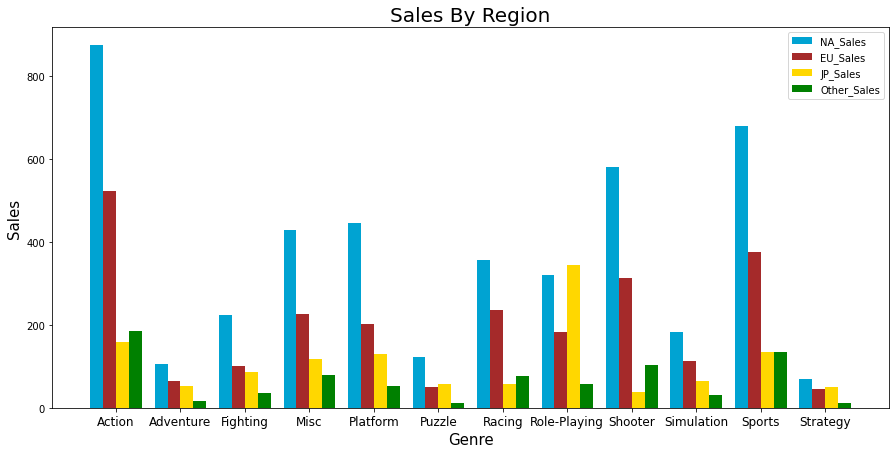 Sales By Region
NA_Sales
EU_Sales
JP_Sales
Other_Sales
Sales
800
600
400
200
0
Action Adventure Fighting Misc Platform Puzzle Racing Role-Playing Shooter Simulation Sports Strategy
Genre